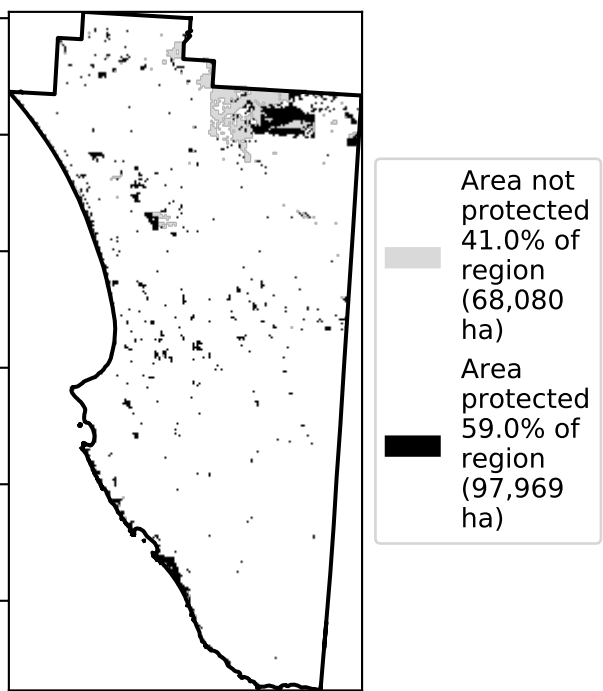 Area not
protected
41.0% of
region
(68,080
ha)
Area
protected
59.0% of
region
(97,969
ha)